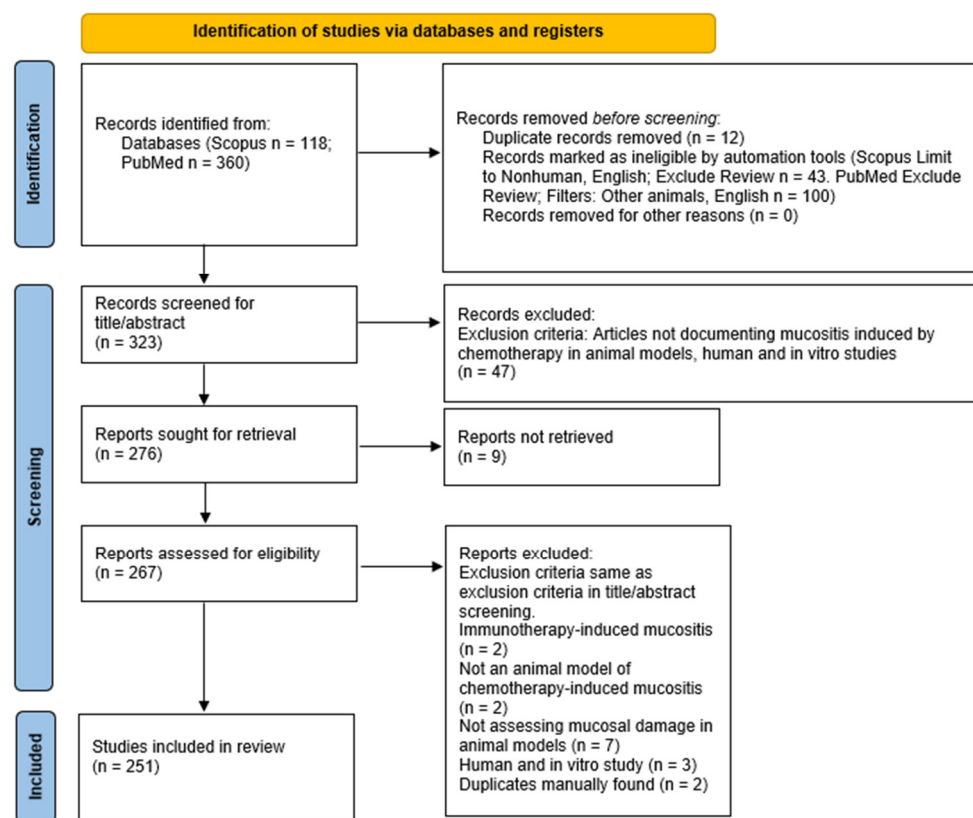 Identification of studies via databases and registers
Identification
Records identified from:
Databases (Scopus n = 118;
PubMed n = 360)
Records removed before screening:
Duplicate records removed (n = 12)
Records marked as ineligible by automation tools (Scopus Limit
to Nonhuman, English; Exclude Review n = 43. PubMed Exclude
Review; Filters: Other animals, English n = 100)
Records removed for other reasons (n = 0)
Screening
Records screened for
title/abstract
(n = 323)
Records excluded:
Exclusion criteria: Articles not documenting mucositis induced by
chemotherapy in animal models, human and in vitro studies
(n = 47)
Reports sought for retrieval
(n = 276)
Reports not retrieved
(n = 9)
Reports assessed for eligibility
(n = 267)
Reports excluded:
Exclusion criteria same as
exclusion criteria in title/abstract
screening.
Immunotherapy-induced mucositis
(n = 2)
Not an animal model of
chemotherapy-induced mucositis
(n = 2)
Not assessing mucosal damage in
animal models (n = 7)
Human and in vitro study (n = 3)
Duplicates manually found (n = 2)
Included
Studies included in review
(n = 251)